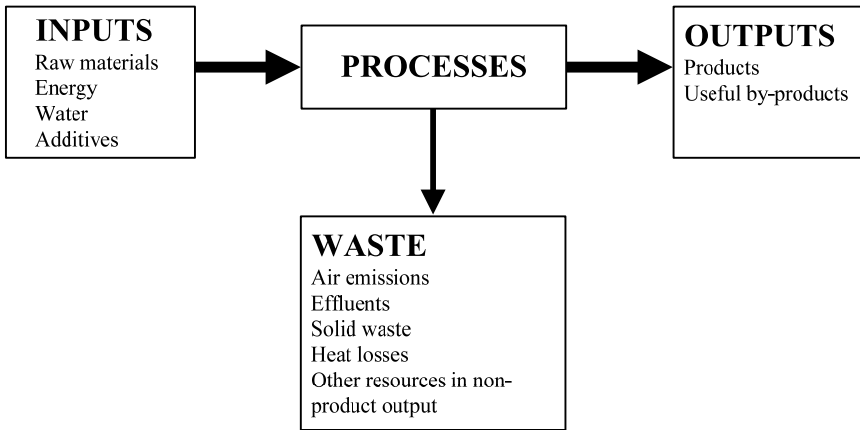 INPUTS
Raw materials
Energy
Water
Additives
PROCESSES
OUTPUTS
Products
Useful by-products
WASTE
Air emissions
Effluents
Solid waste
Heat losses
Other resources in non-
product output